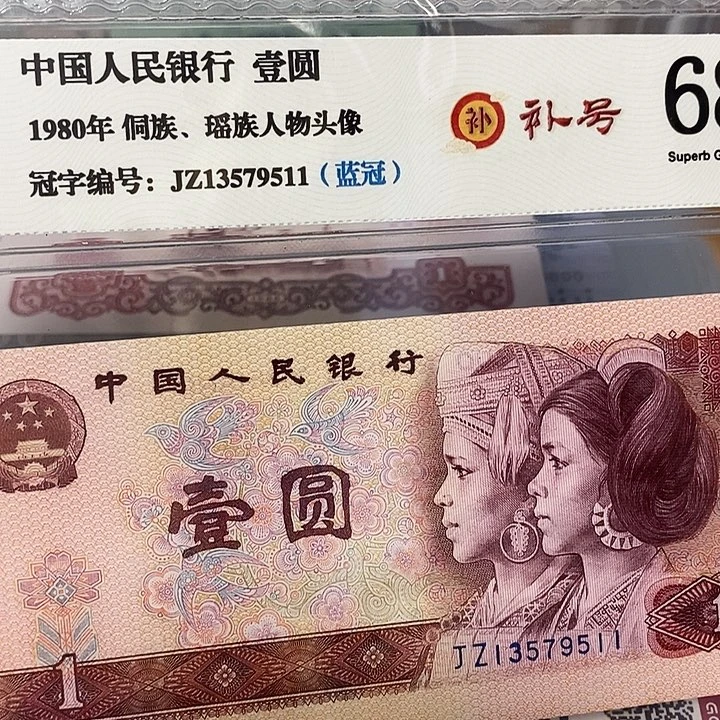 中国人民银行 壹圆
1980年 侗族、瑶族人物头像
冠字编号：JZ13579511（蓝冠）
补 补号
68
Superb G
中国人民银行
壹圆
JZ13579511
1